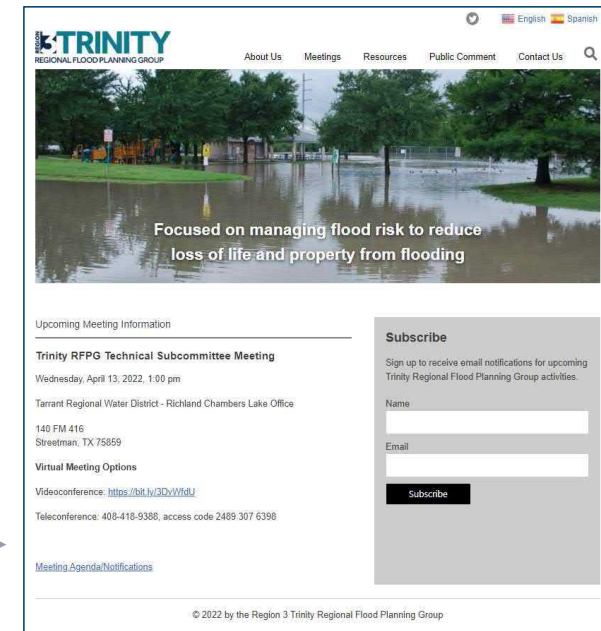 English Spanish
REGION 3 TRINITY
REGIONAL FLOOD PLANNING GROUP
About Us Meetings Resources Public Comment Contact Us
Focused on managing flood risk to reduce
loss of life and property from flooding
Upcoming Meeting Information
Trinity RFPG Technical Subcommittee Meeting
Wednesday, April 13, 2022, 1:00 pm
Tarrant Regional Water District - Richland Chambers Lake Office
140 FM 416
Streetman, TX 75859
Virtual Meeting Options
Videoconference: https://bit.ly/3DvWfdU
Teleconference: 408-418-9388, access code 2489 307 6398
Meeting Agenda/Notifications
Subscribe
Sign up to receive email notifications for upcoming
Trinity Regional Flood Planning Group activities.
Name
Email
Subscribe
© 2022 by the Region 3 Trinity Regional Flood Planning Group